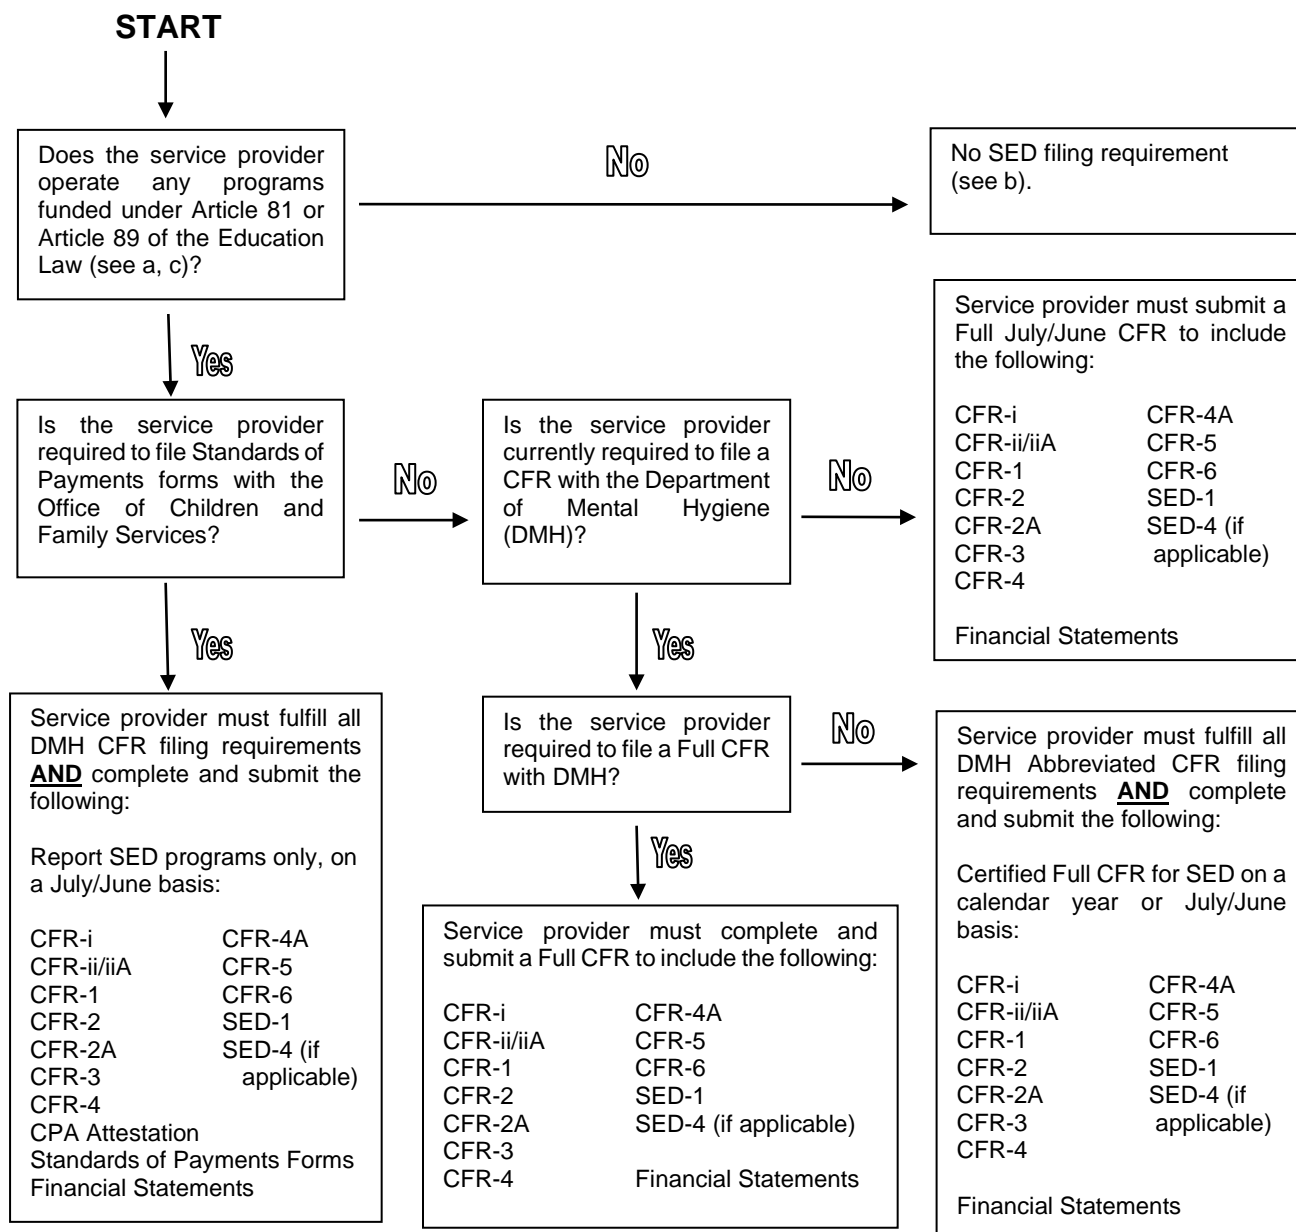 START
Does the service provider
operate any programs
funded under Article 81 or
Article 89 of the Education
Law (see a, c)?
No
No SED filing requirement
(see b).
Yes
Is the service provider
required to file Standards of
Payments forms with the
Office of Children and
Family Services?
No
Is the service provider
currently required to file a
CFR with the Department
of Mental Hygiene
(DMH)?
No
Service provider must submit a
Full July/June CFR to include
the following:
CFR-i CFR-4A
CFR-ii/iiA CFR-5
CFR-1 CFR-6
CFR-2 SED-1
CFR-2A SED-4 (if
CFR-3 applicable)
CFR-4
Financial Statements
Yes
Service provider must fulfill all
DMH CFR filing requirements
AND complete and submit the
following:
Report SED programs only, on
a July/June basis:
CFR-i CFR-4A
CFR-ii/iiA CFR-5
CFR-1 CFR-6
CFR-2 SED-1
CFR-2A SED-4 (if
CFR-3 applicable)
CFR-4
CPA Attestation
Standards of Payments Forms
Financial Statements
Yes
Is the service provider
required to file a Full CFR
with DMH?
No
Service provider must fulfill all
DMH Abbreviated CFR filing
requirements AND complete
and submit the following:
Certified Full CFR for SED on a
calendar year or July/June
basis:
CFR-i CFR-4A
CFR-ii/iiA CFR-5
CFR-1 CFR-6
CFR-2 SED-1
CFR-2A SED-4 (if
CFR-3 applicable)
CFR-4
Financial Statements
Yes
Service provider must complete and
submit a Full CFR to include the following:
CFR-i CFR-4A
CFR-ii/iiA CFR-5
CFR-1 CFR-6
CFR-2 SED-1
CFR-2A SED-4 (if applicable)
CFR-3
CFR-4 Financial Statements